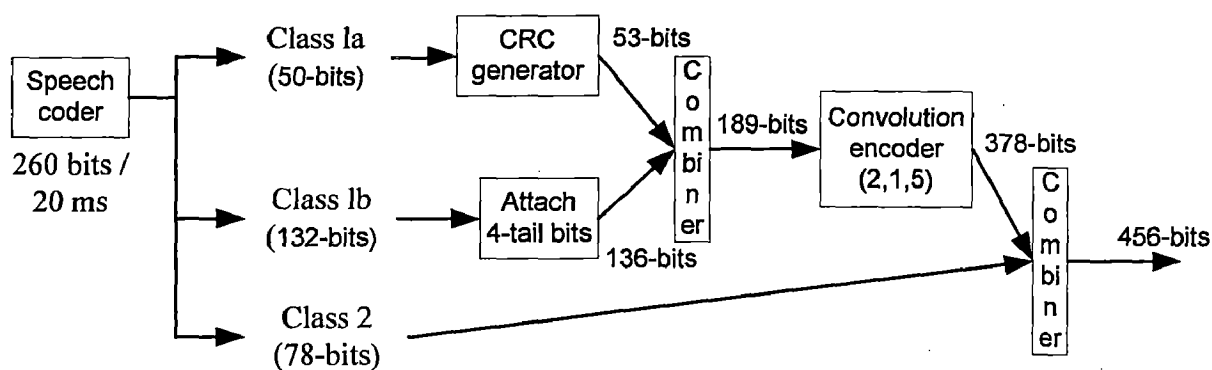 Speech
coder
260 bits /
20 ms
Class Ia
(50-bits)
CRC
generator
53-bits
Class Ib
(132-bits)
Attach
4-tail bits
136-bits
Combiner
189-bits
Convolution
encoder
(2,1,5)
378-bits
Class 2
(78-bits)
Combiner
456-bits